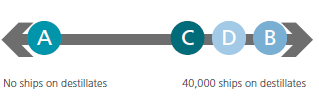 A C D B
No ships on destillates 40,000 ships on destillates